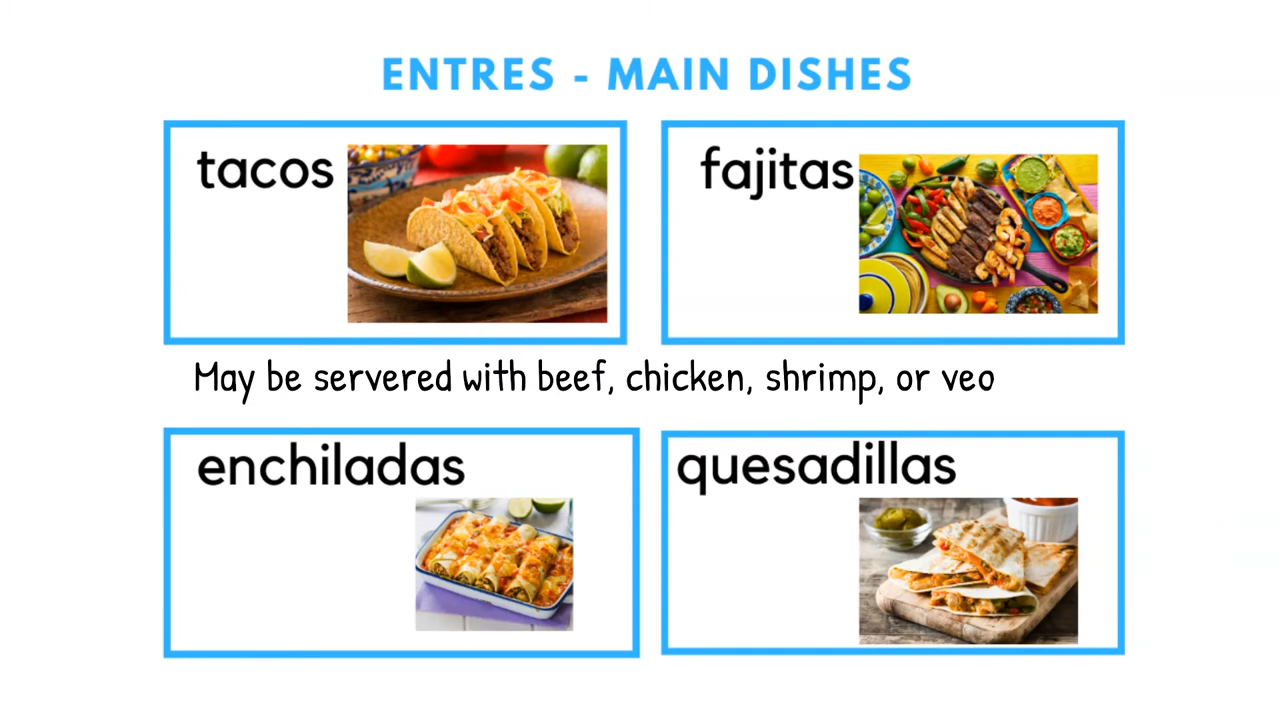 ENTRES - MAIN DISHES
tacos
fajitas
May be servered with beef, chicken, shrimp, or veo
enchiladas
quesadillas